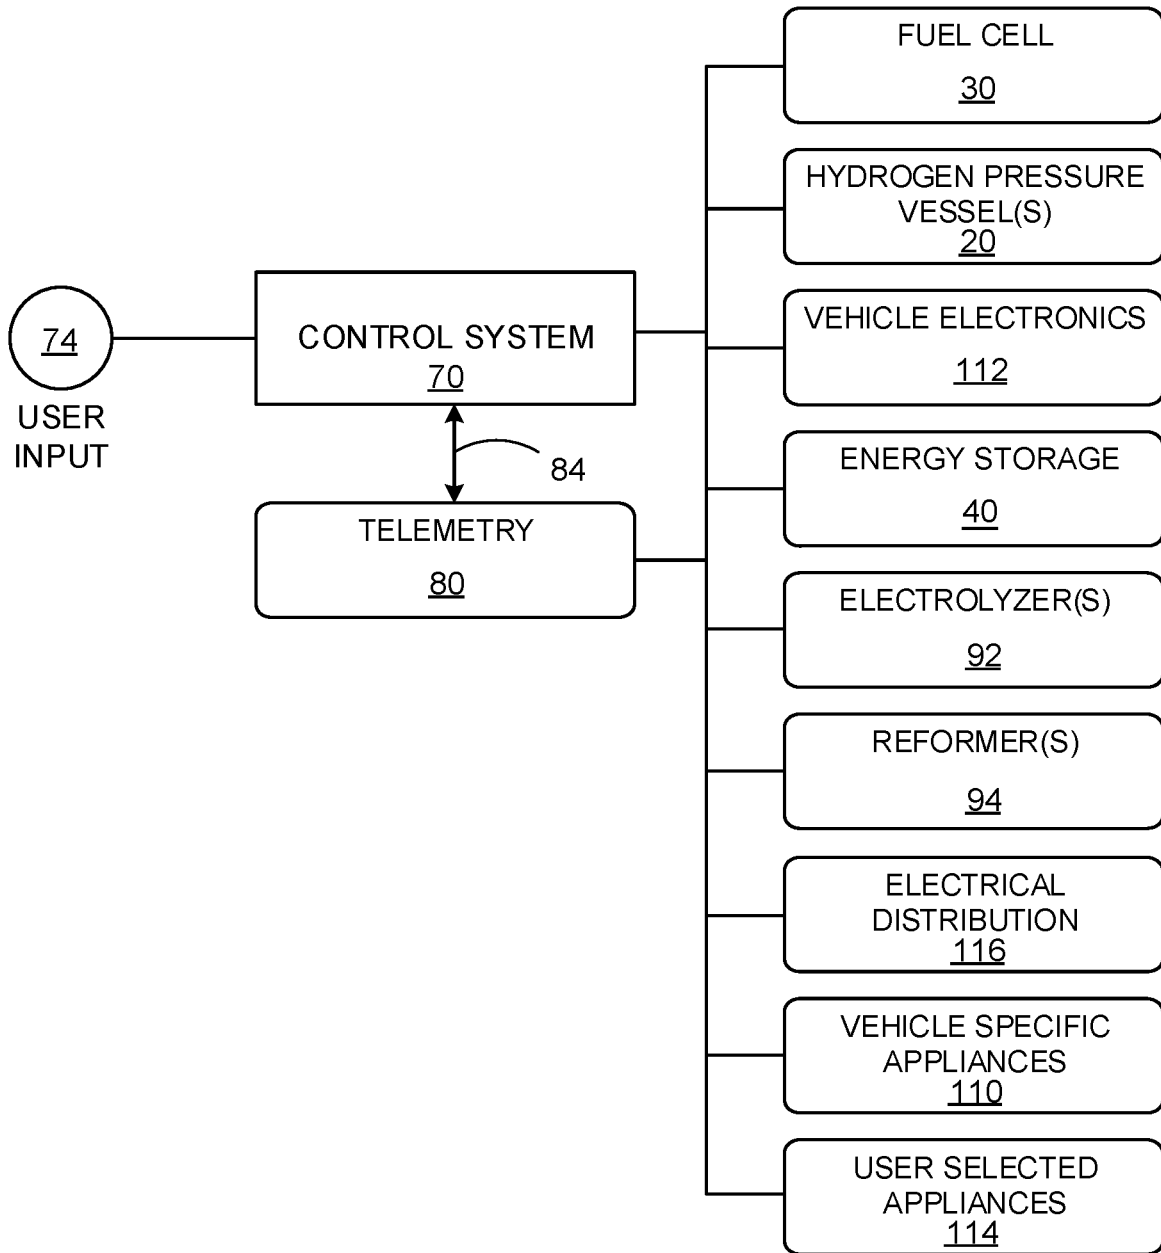 74
USER
INPUT
CONTROL SYSTEM
70
84
TELEMETRY
80
FUEL CELL
30
HYDROGEN PRESSURE
VESSEL(S)
20
VEHICLE ELECTRONICS
112
ENERGY STORAGE
40
ELECTROLYZER(S)
92
REFORMER(S)
94
ELECTRICAL
DISTRIBUTION
116
VEHICLE SPECIFIC
APPLIANCES
110
USER SELECTED
APPLIANCES
114